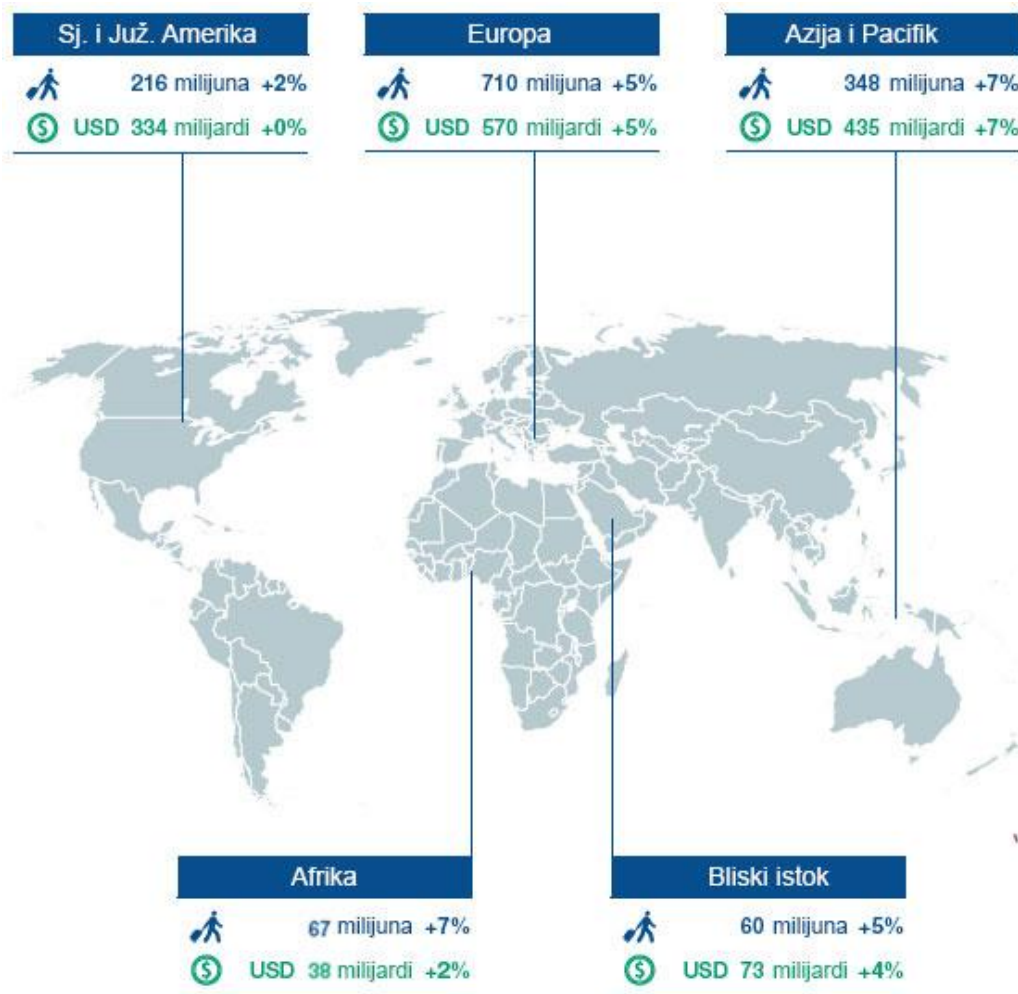 Sj. i Juž. Amerika
216 milijuna +2%
USD 334 milijardi +0%
Europa
710 milijuna +5%
USD 570 milijardi +5%
Azija i Pacifik
348 milijuna +7%
USD 435 milijardi +7%
Afrika
67 milijuna +7%
USD 38 milijardi +2%
Bliski istok
60 milijuna +5%
USD 73 milijardi +4%